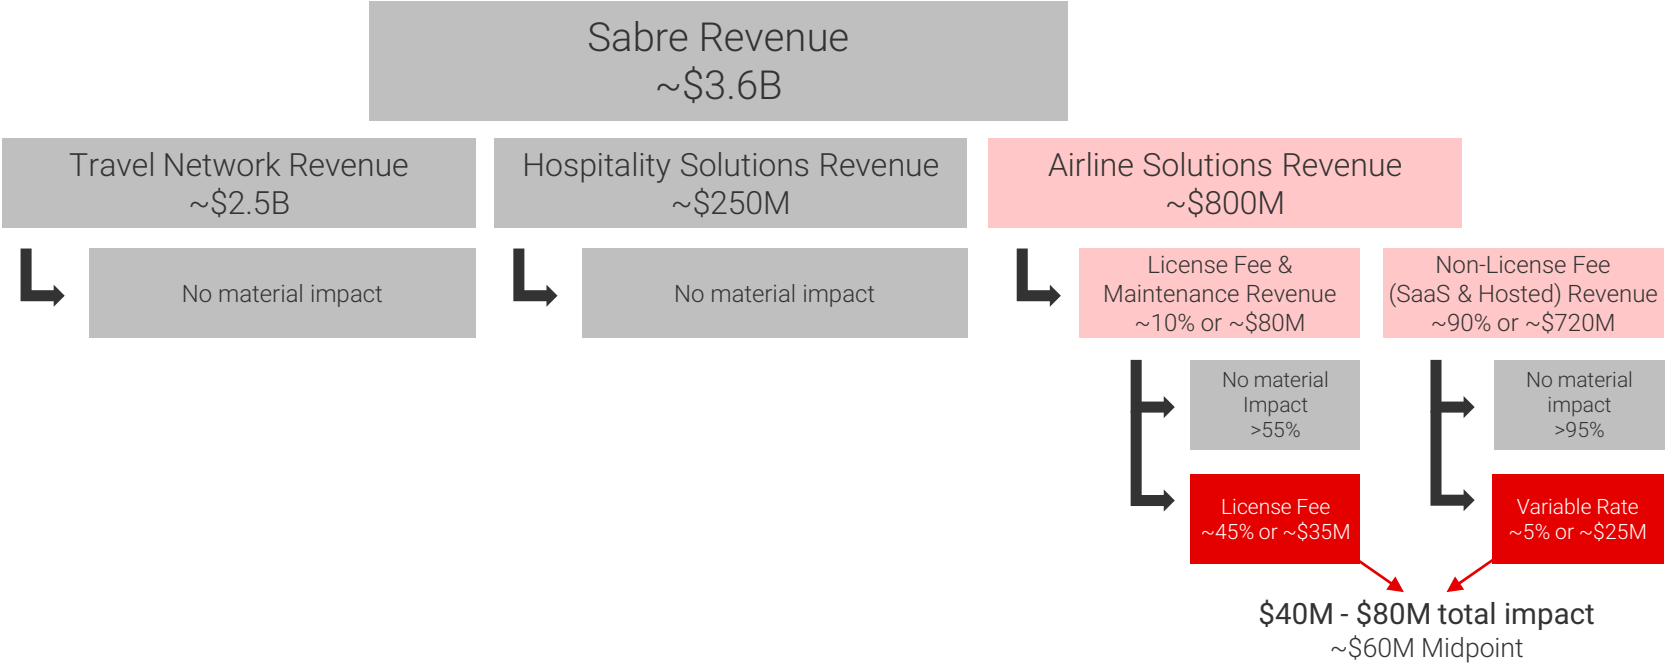 Sabre Revenue
~$3.6B
Travel Network Revenue
~$2.5B
Hospitality Solutions Revenue
~$250M
Airline Solutions Revenue
~$800M
No material impact
No material impact
License Fee &
Maintenance Revenue
~10% or ~$80M
Non-License Fee
(SaaS & Hosted) Revenue
~90% or ~$720M
No material
Impact
>55%
No material
impact
>95%
License Fee
~45% or ~$35M
Variable Rate
~5% or ~$25M
$40M - $80M total impact
~$60M Midpoint